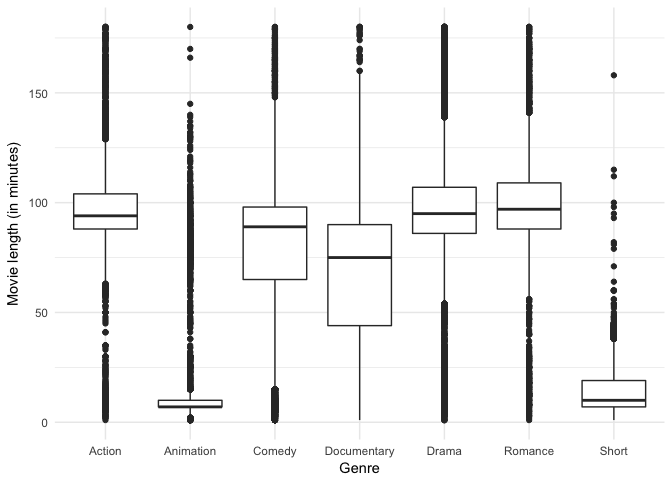 Movie length (in minutes)
150
100
50
0
Action Animation Comedy Documentary Drama Romance Short
Genre